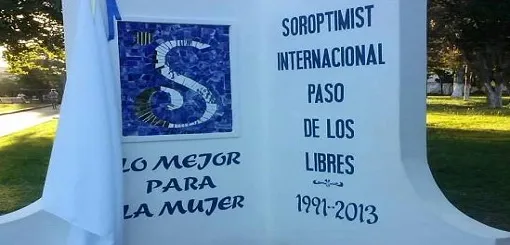 LO MEJOR
PARA
LA MUJER
SOROPTIMIST
INTERNACIONAL
PASO
DE LOS
LIBRES
1991-2013